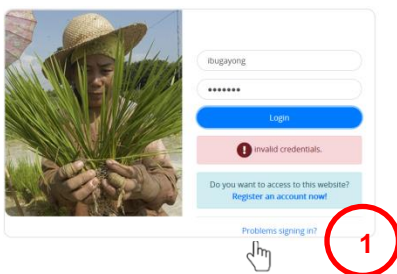 ibugayong
•••••••
Login
invalid credentials.
Do you want to access to this website?
Register an account now!
Problems signing in?
1